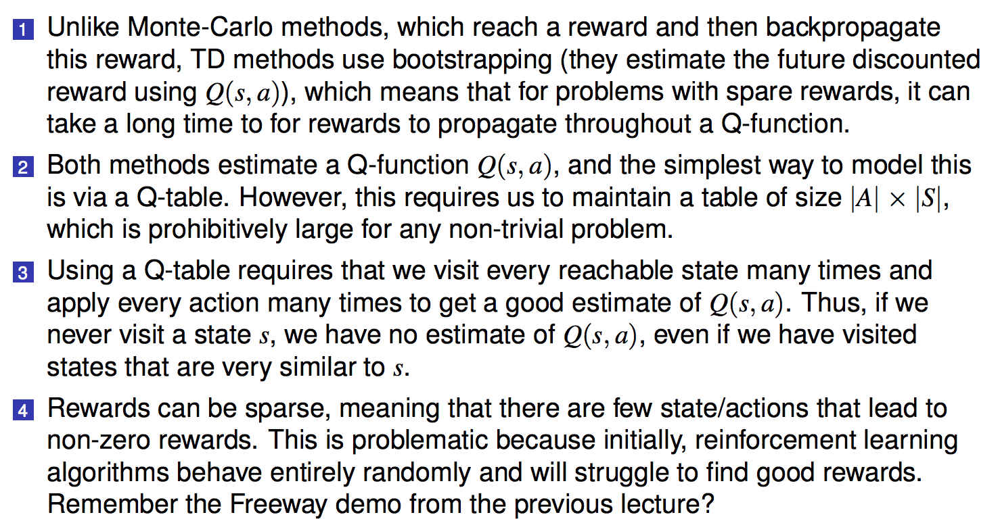 1 Unlike Monte-Carlo methods, which reach a reward and then backpropagate
this reward, TD methods use bootstrapping (they estimate the future discounted
reward using Q(s, a)), which means that for problems with spare rewards, it can
take a long time to for rewards to propagate throughout a Q-function.
2 Both methods estimate a Q-function Q(s, a), and the simplest way to model this
is via a Q-table. However, this requires us to maintain a table of size |A| × |S|,
which is prohibitively large for any non-trivial problem.
3 Using a Q-table requires that we visit every reachable state many times and
apply every action many times to get a good estimate of Q(s, a). Thus, if we
never visit a state s, we have no estimate of Q(s, a), even if we have visited
states that are very similar to s.
4 Rewards can be sparse, meaning that there are few state/actions that lead to
non-zero rewards. This is problematic because initially, reinforcement learning
algorithms behave entirely randomly and will struggle to find good rewards.
Remember the Freeway demo from the previous lecture?